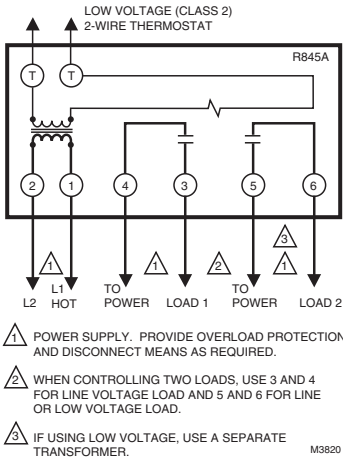 LOW VOLTAGE (CLASS 2)
2-WIRE THERMOSTAT
R845A
T T
2 1 4 3 5 6
3
1 1 2 1
L2 L1 HOT TO POWER LOAD 1 TO POWER LOAD 2
1 POWER SUPPLY. PROVIDE OVERLOAD PROTECTION
AND DISCONNECT MEANS AS REQUIRED.
2 WHEN CONTROLLING TWO LOADS, USE 3 AND 4
FOR LINE VOLTAGE LOAD AND 5 AND 6 FOR LINE
OR LOW VOLTAGE LOAD.
3 IF USING LOW VOLTAGE, USE A SEPARATE
TRANSFORMER.
M3820